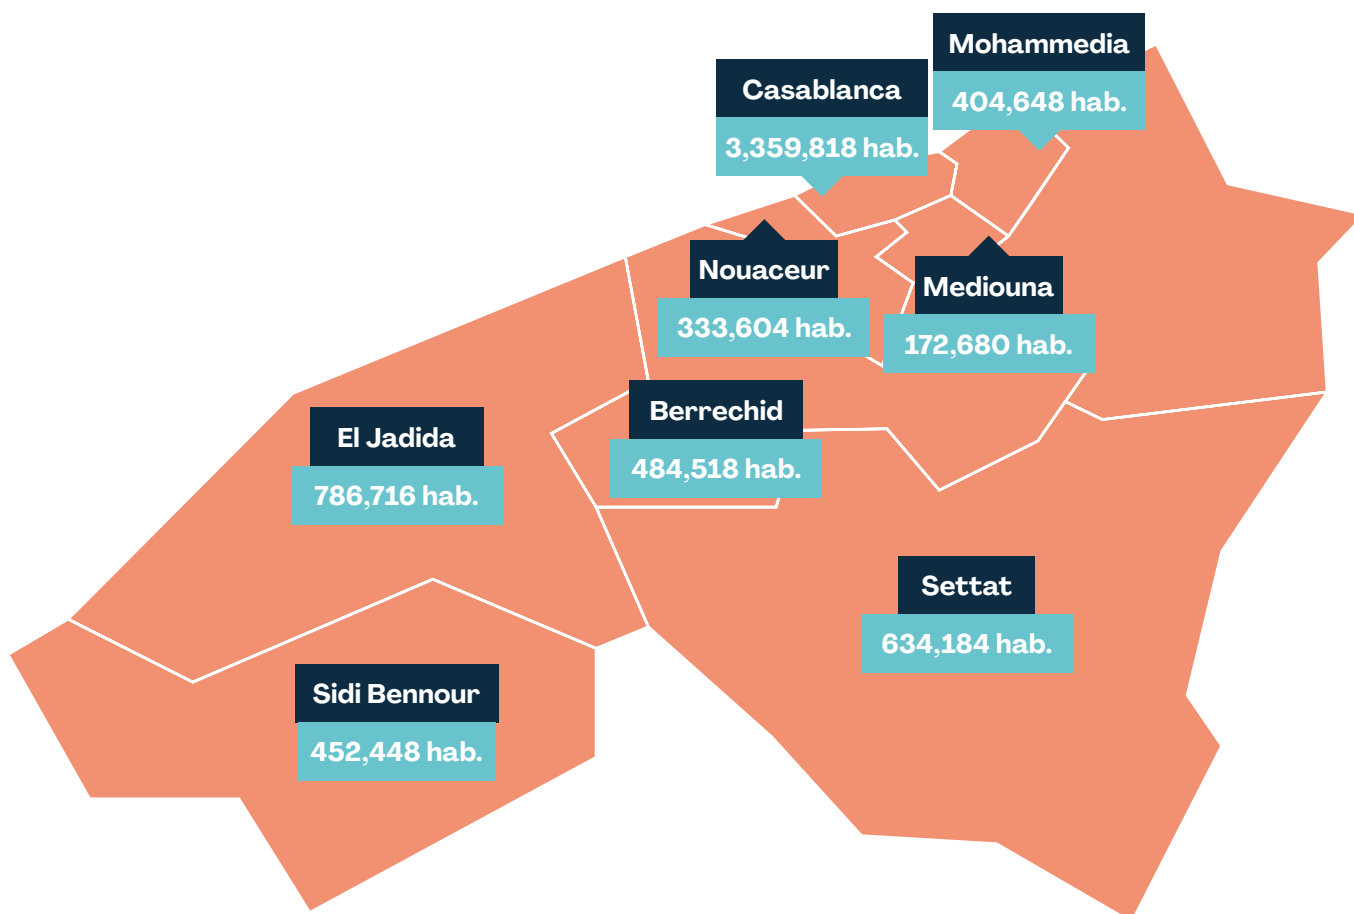 Mohammedia
404,648 hab.
Casablanca
3,359,818 hab.
Nouaceur
333,604 hab.
Mediouna
172,680 hab.
Berrechid
484,518 hab.
El Jadida
786,716 hab.
Settat
634,184 hab.
Sidi Bennour
452,448 hab.